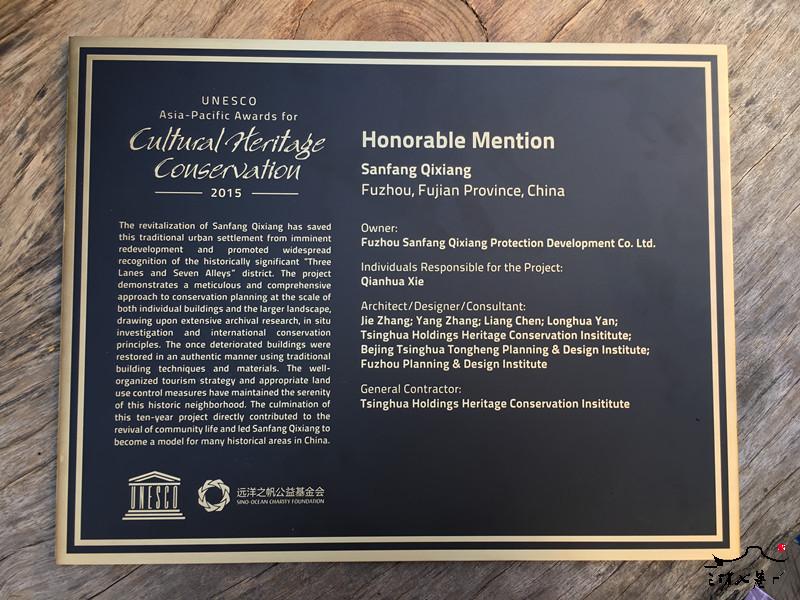 UNESCO
Asia-Pacific Awards for
Cultural Heritage
Conservation
2015
The revitalization of Sanfang Qixiang has saved
this traditional urban settlement from imminent
redevelopment and promoted widespread
recognition of the historically significant "Three
Lanes and Seven Alleys" district. The project
demonstrates a meticulous and comprehensive
approach to conservation planning at the scale of
both individual buildings and the larger landscape,
drawing upon extensive archival research, in situ
investigation and international conservation
principles. The once deteriorated buildings were
restored in an authentic manner using traditional
building techniques and materials. The well-
organized tourism strategy and appropriate land
use control measures have maintained the serenity
of this historic neighborhood. The culmination of
this ten-year project directly contributed to the
revival of community life and led Sanfang Qixiang to
become a model for many historical areas in China.
UNESCO
远洋之帆公益基金会
SINO-OCEAN CHARITY FOUNDATION
Honorable Mention
Sanfang Qixiang
Fuzhou, Fujian Province, China
Owner:
Fuzhou Sanfang Qixiang Protection Development Co. Ltd.
Individuals Responsible for the Project:
Qianhua Xie
Architect/Designer/Consultant:
Jie Zhang; Yang Zhang; Liang Chen; Longhua Yan;
Tsinghua Holdings Heritage Conservation Insititute;
Bejing Tsinghua Tongheng Planning & Design Institute;
Fuzhou Planning & Design Institute
General Contractor:
Tsinghua Holdings Heritage Conservation Insititute